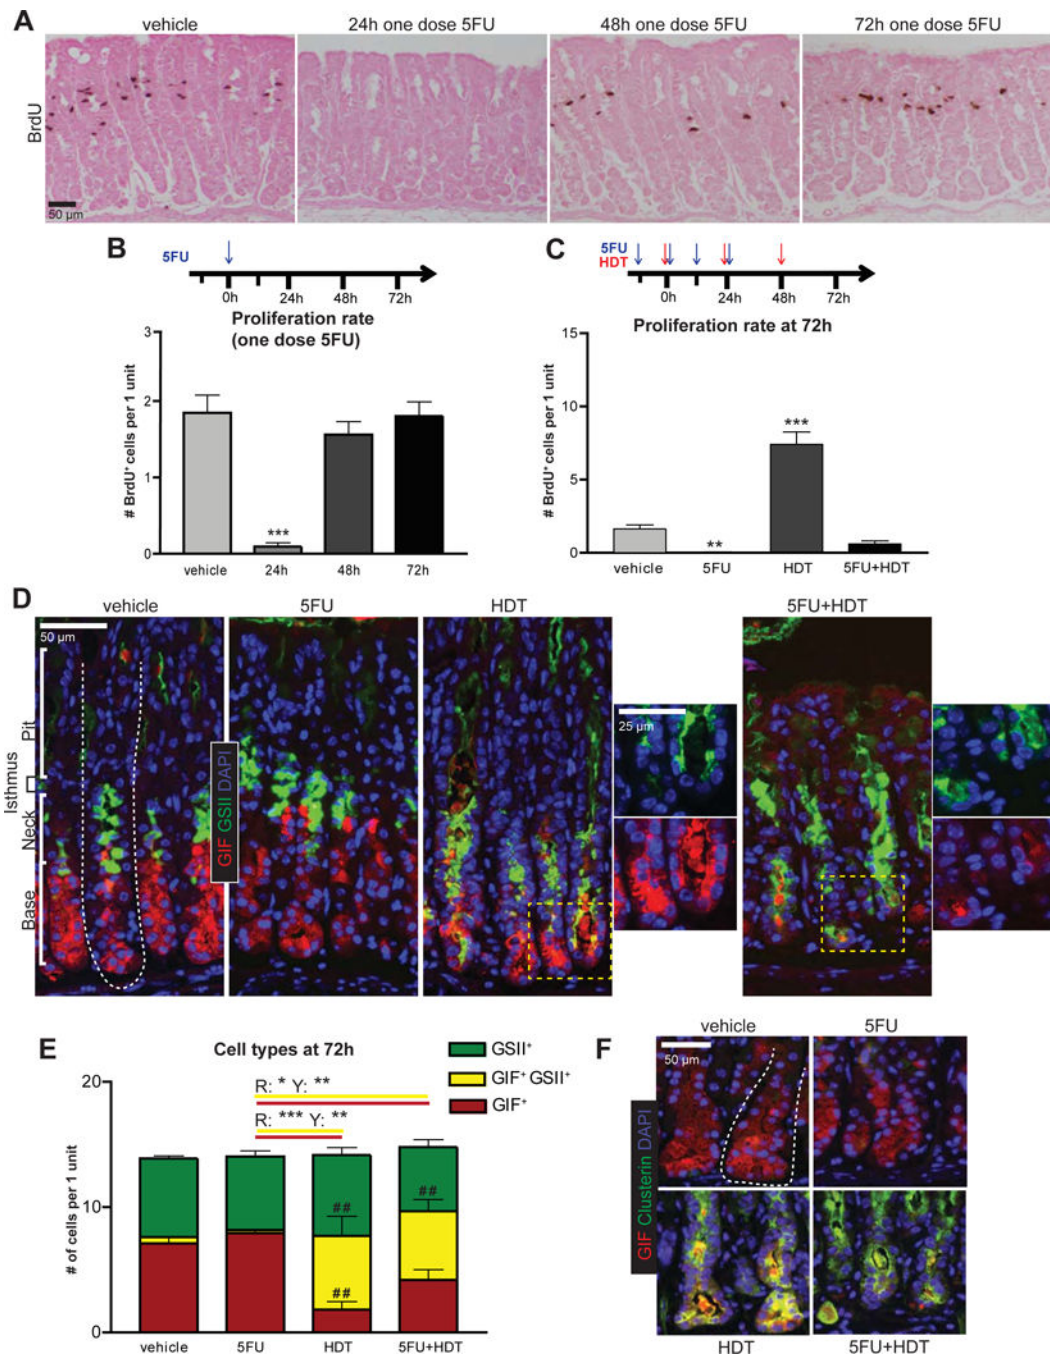 A
vehicle
24h one dose 5FU
48h one dose 5FU
72h one dose 5FU
BrdU
50 µm
B
5FU
0h
24h
48h
72h
Proliferation rate
(one dose 5FU)
# BrdU⁺ cells per 1 unit
3
2
1
0
***
vehicle
24h
48h
72h
C
5FU
HDT
0h
24h
48h
72h
Proliferation rate at 72h
# BrdU⁺ cells per 1 unit
15
10
5
0
**
***
vehicle
5FU
HDT
5FU+HDT
D
vehicle
5FU
HDT
5FU+HDT
50 µm
25 µm
Pit
Isthmus
Neck
Base
GIF GSII DAPI
E
Cell types at 72h
GSII⁺
GIF⁺ GSII⁺
GIF⁺
# of cells per 1 unit
20
10
0
R: * Y: **
R: *** Y: **
##
##
##
vehicle
5FU
HDT
5FU+HDT
F
vehicle
5FU
50 µm
GIF Clusterin DAPI
HDT
5FU+HDT